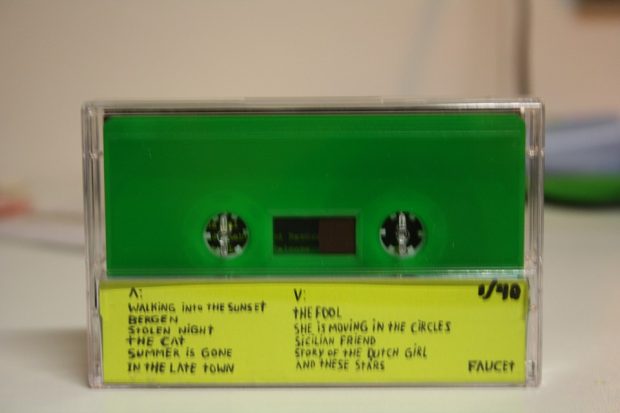 Λ:
WALKING INTO THE SUNSET
BERGEN
STOLEN NIGHT
THE CAT
SUMMER IS GONE
IN THE LATE TOWN
V:
THE FOOL
SHE IS MOVING IN THE CIRCLES
SICILIAN FRIEND
STORY OF THE DUTCH GIRL
AND THESE STARS
1/40
FAUCET